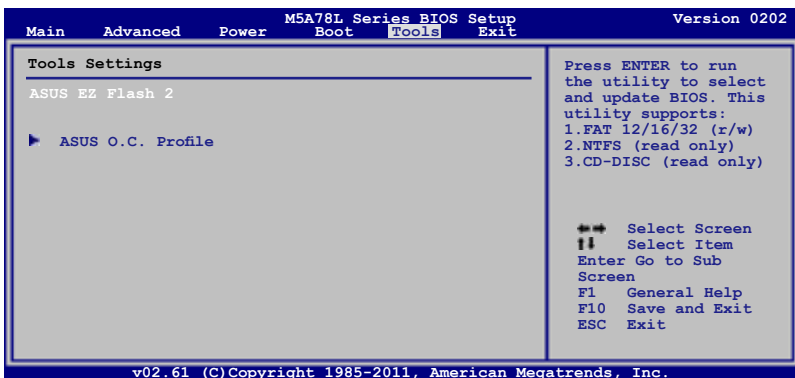 M5A78L Series BIOS Setup Version 0202
Main Advanced Power Boot Tools Exit
Tools Settings
ASUS EZ Flash 2
ASUS O.C. Profile
Press ENTER to run
the utility to select
and update BIOS. This
utility supports:
1.FAT 12/16/32 (r/w)
2.NTFS (read only)
3.CD-DISC (read only)
Select Screen
Select Item
Enter Go to Sub
Screen
F1 General Help
F10 Save and Exit
ESC Exit
v02.61 (C)Copyright 1985-2011, American Megatrends, Inc.